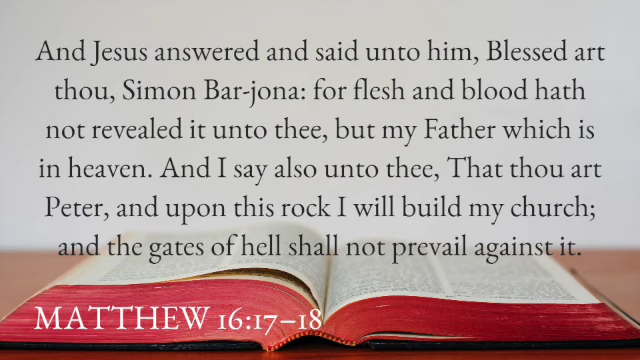 And Jesus answered and said unto him, Blessed art
thou, Simon Bar-jona: for flesh and blood hath
not revealed it unto thee, but my Father which is
in heaven. And I say also unto thee, That thou art
Peter, and upon this rock I will build my church;
and the gates of hell shall not prevail against it.
MATTHEW 16:17–18